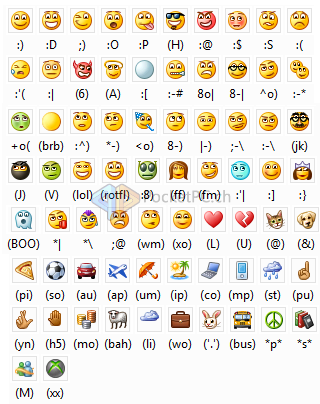 :) :D ;) :O :P (H) :@ :$ :S :(
:'( :| (6) (A) :[ :-# 8o| 8-| ^o) :-*
+o( (brb) :^) *-) <o) 8-) |-) ;-\ :-\ (jk)
(J) (V) (lol) (rotfl) :8) (ff) (fm) :'| :] :}
(BOO) *| *\ ;@ (wm) (xo) (L) (U) (@) (&)
(pi) (so) (au) (ap) (um) (ip) (co) (mp) (st) (pu)
(yn) (h5) (mo) (bah) (li) (wo) ('.') (bus) *p* *s*
(M) (xx)